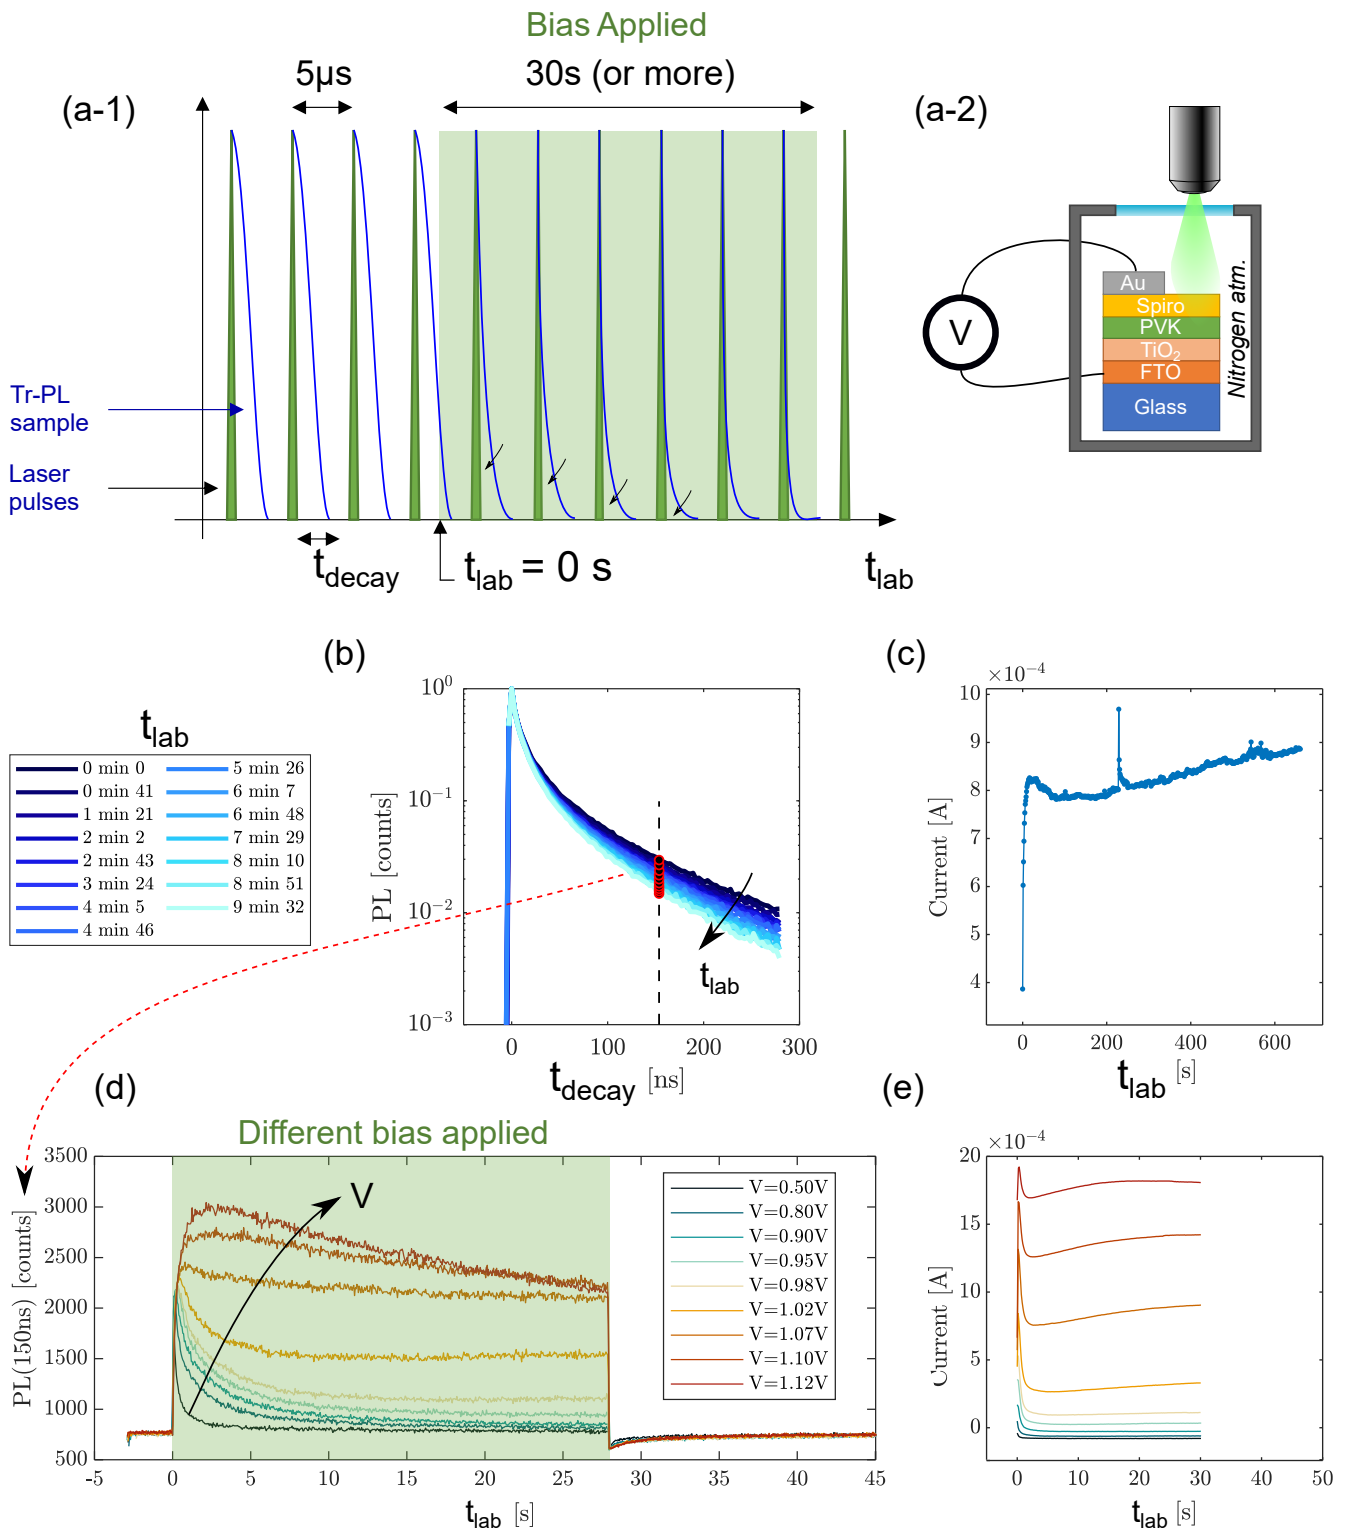 Bias Applied
5µs
30s (or more)
(a-1)
(a-2)
Au
Spiro
PVK
TiO2
FTO
Glass
V
Nitrogen atm.
Tr-PL
sample
Laser
pulses
tdecay
tlab = 0 s
tlab
(b)
(c)
tlab
0 min 0
0 min 41
1 min 21
2 min 2
2 min 43
3 min 24
4 min 5
4 min 46
5 min 26
6 min 7
6 min 48
7 min 29
8 min 10
8 min 51
9 min 32
10^0
10^-1
10^-2
10^-3
PL [counts]
tlab
0 100 200 300
tdecay [ns]
×10^-4
10
9
8
7
6
5
4
Current [A]
0 200 400 600
tlab [s]
(d)
(e)
Different bias applied
3500
3000
2500
2000
1500
1000
500
PL(150ns) [counts]
V
V=0.50V
V=0.80V
V=0.90V
V=0.95V
V=0.98V
V=1.02V
V=1.07V
V=1.10V
V=1.12V
-5 0 5 10 15 20 25 30 35 40 45
tlab [s]
×10^-4
20
15
10
5
0
Current [A]
0 10 20 30 40 50
tlab [s]